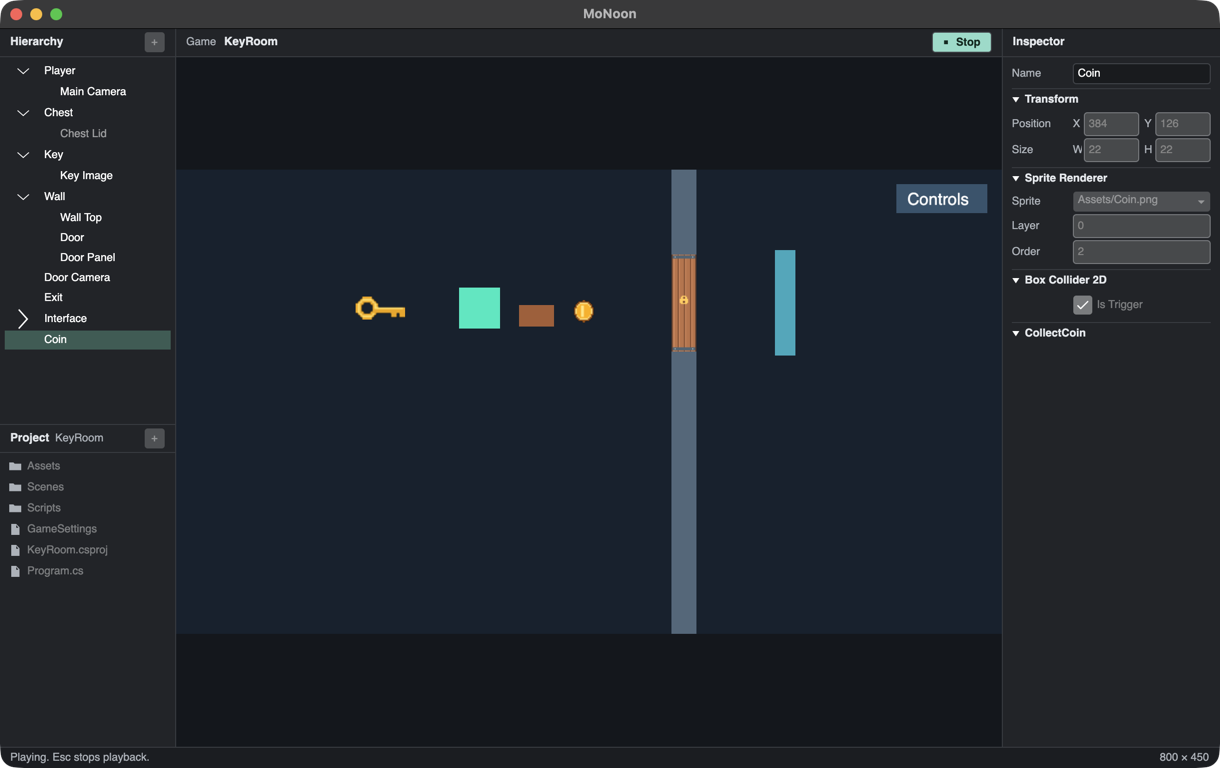 MoNoon
Hierarchy
+
Player
Main Camera
Chest
Chest Lid
Key
Key Image
Wall
Wall Top
Door
Door Panel
Door Camera
Exit
Interface
Coin
Project KeyRoom
+
Assets
Scenes
Scripts
GameSettings
KeyRoom.csproj
Program.cs
Game KeyRoom
Stop
Controls
Inspector
Name Coin
Transform
Position X 384 Y 126
Size W 22 H 22
Sprite Renderer
Sprite Assets/Coin.png
Layer 0
Order 2
Box Collider 2D
Is Trigger
CollectCoin
Playing. Esc stops playback.
800 × 450